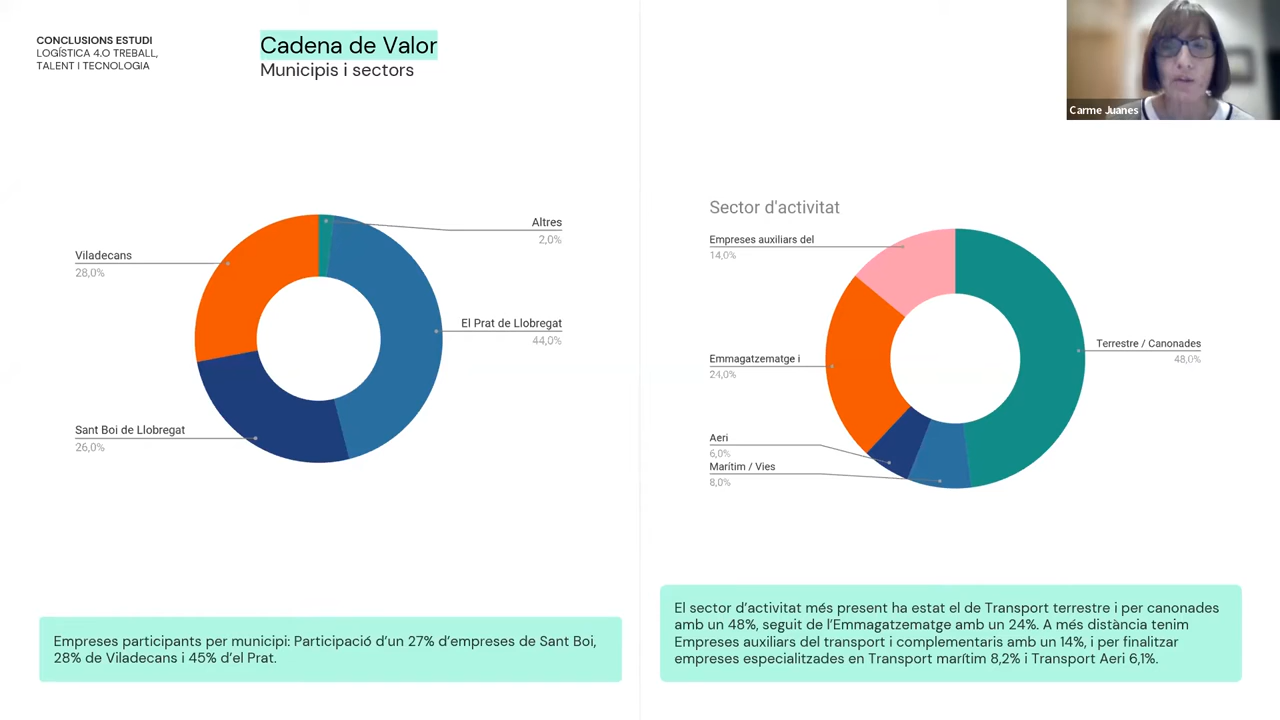 CONCLUSIONS ESTUDI
LOGÍSTICA 4.0 TREBALL,
TALENT I TECNOLOGIA
Cadena de Valor
Municipis i sectors
Carme Juanes
Altres
2,0%
Viladecans
28,0%
El Prat de Llobregat
44,0%
Sant Boi de Llobregat
26,0%
Empreses participants per municipi: Participació d'un 27% d'empreses de Sant Boi,
28% de Viladecans i 45% d'el Prat.
Sector d'activitat
Empreses auxiliars del
14,0%
Terrestre / Canonades
48,0%
Emmagatzematge i
24,0%
Aeri
6,0%
Marítim / Vies
8,0%
El sector d'activitat més present ha estat el de Transport terrestre i per canonades
amb un 48%, seguit de l'Emmagatzematge amb un 24%. A més distància tenim
Empreses auxiliars del transport i complementaris amb un 14%, i per finalitzar
empreses especialitzades en Transport marítim 8,2% i Transport Aeri 6,1%.